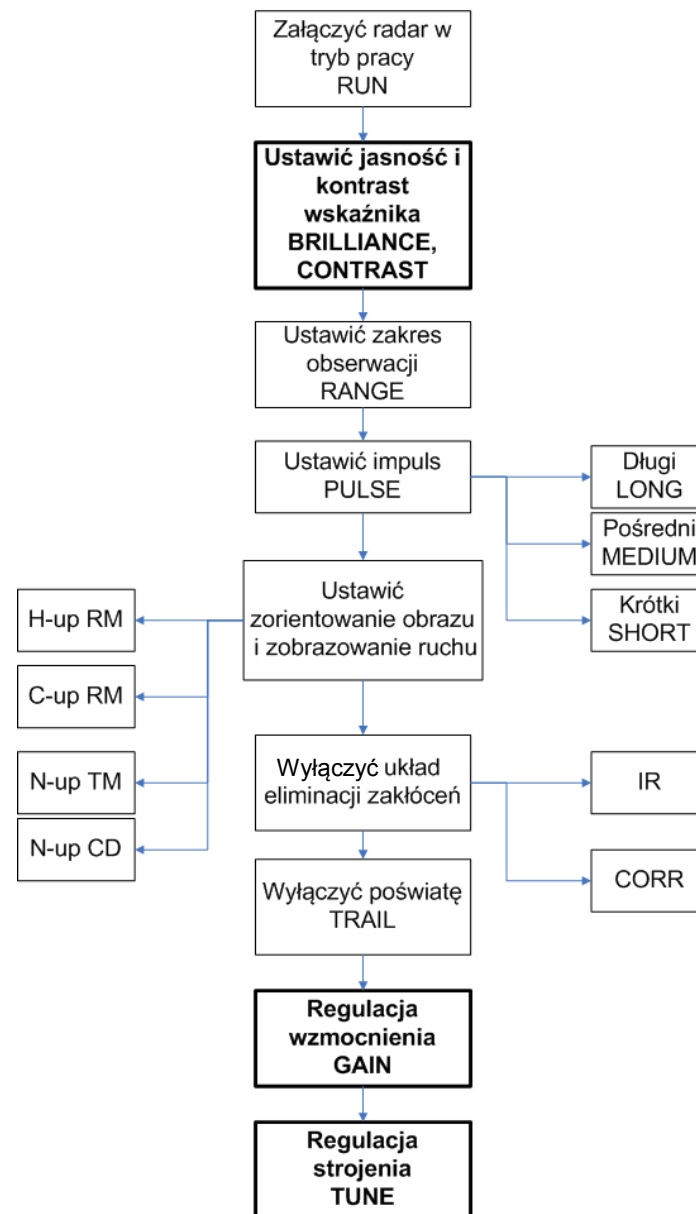 Załączyć radar w
tryb pracy
RUN
Ustawić jasność i
kontrast
wskaźnika
BRILLIANCE,
CONTRAST
Ustawić zakres
obserwacji
RANGE
Ustawić impuls
PULSE
Długi
LONG
Pośredni
MEDIUM
Krótki
SHORT
Ustawić
zorientowanie obrazu
i zobrazowanie ruchu
H-up RM
C-up RM
N-up TM
N-up CD
Wyłączyć układ
eliminacji zakłóceń
IR
CORR
Wyłączyć poświatę
TRAIL
Regulacja
wzmocnienia
GAIN
Regulacja
strojenia
TUNE